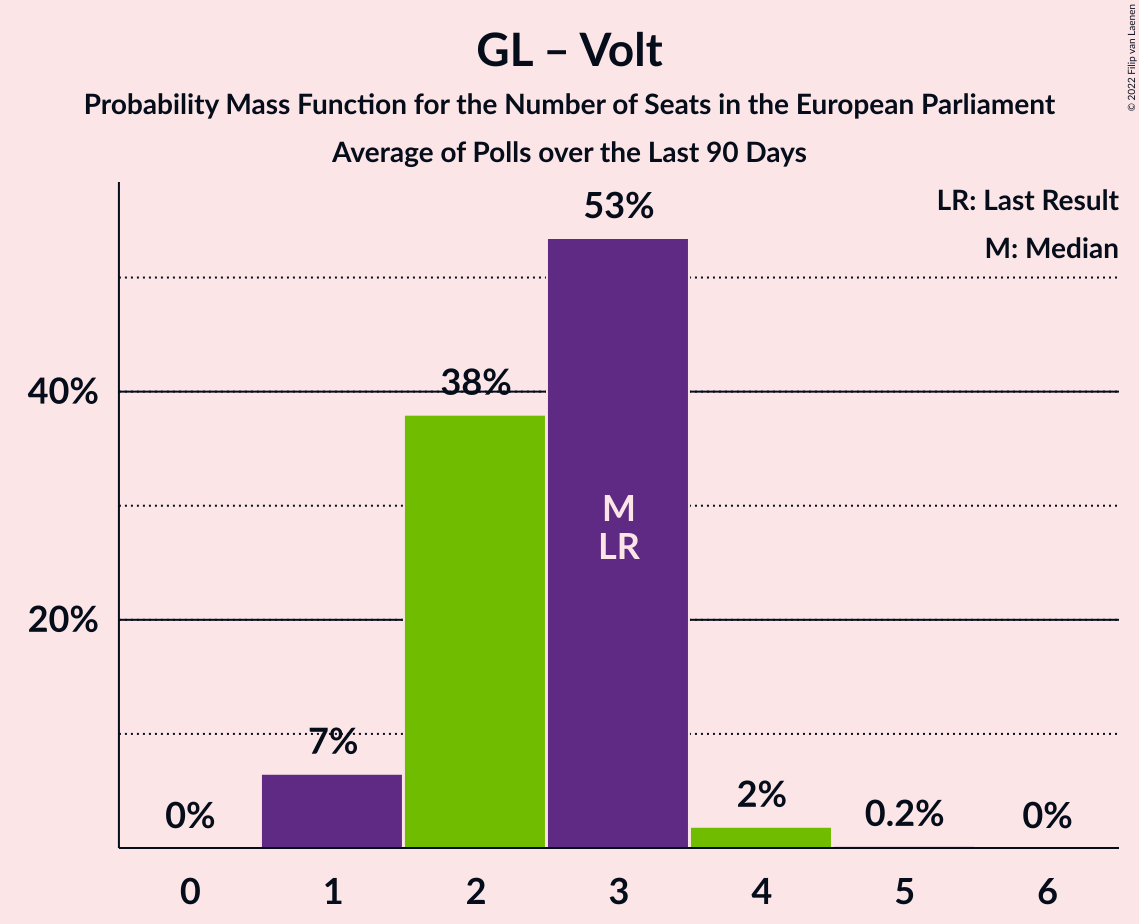 GL – Volt
Probability Mass Function for the Number of Seats in the European Parliament
Average of Polls over the Last 90 Days
© 2022 Filip van Laenen
LR: Last Result
M: Median
53%
40%
38%
M
LR
20%
7%
2%
0%
0.2%
0%
0 1 2 3 4 5 6